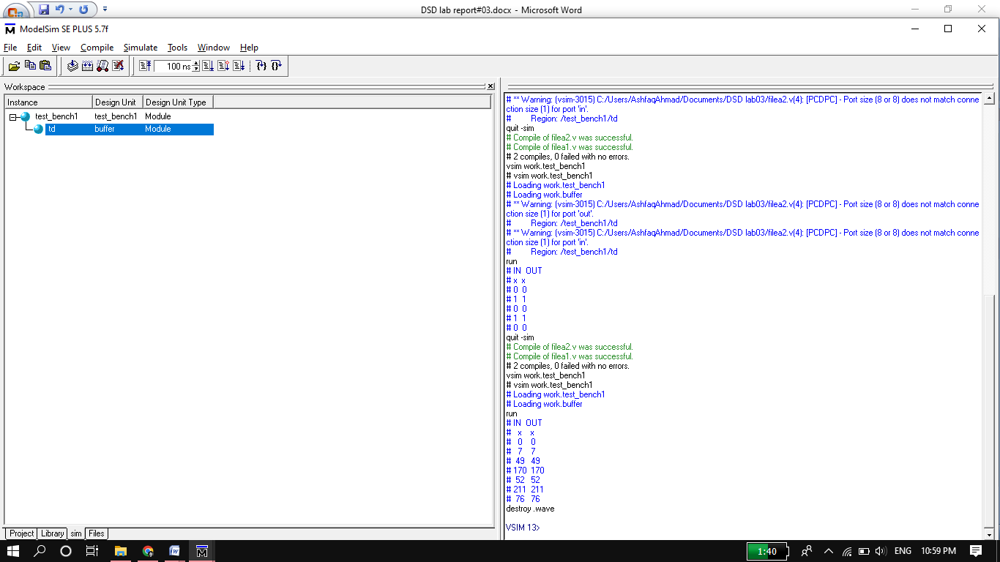 DSD lab report#03.docx - Microsoft Word
ModelSim SE PLUS 5.7f
File Edit View Compile Simulate Tools Window Help
100 ns
Workspace
Instance Design Unit Design Unit Type
test_bench1 test_bench1 Module
td buffer Module
Project Library sim Files
# ** Warning: (vsim-3015) C:/Users/AshfaqAhmad/Documents/DSD lab03/filea2.v(4): [PCDPC] - Port size (8 or 8) does not match conne
ction size (1) for port 'in'.
# Region: /test_bench1/td
quit -sim
# Compile of filea2.v was successful.
# Compile of filea1.v was successful.
# 2 compiles, 0 failed with no errors.
vsim work.test_bench1
# vsim work.test_bench1
# Loading work.test_bench1
# Loading work.buffer
# ** Warning: (vsim-3015) C:/Users/AshfaqAhmad/Documents/DSD lab03/filea2.v(4): [PCDPC] - Port size (8 or 8) does not match conne
ction size (1) for port 'out'.
# Region: /test_bench1/td
# ** Warning: (vsim-3015) C:/Users/AshfaqAhmad/Documents/DSD lab03/filea2.v(4): [PCDPC] - Port size (8 or 8) does not match conne
ction size (1) for port 'in'.
# Region: /test_bench1/td
run
# IN OUT
# x x
# 0 0
# 1 1
# 0 0
# 1 1
# 0 0
quit -sim
# Compile of filea2.v was successful.
# Compile of filea1.v was successful.
# 2 compiles, 0 failed with no errors.
vsim work.test_bench1
# vsim work.test_bench1
# Loading work.test_bench1
# Loading work.buffer
run
# IN OUT
# x x
# 0 0
# 7 7
# 49 49
# 170 170
# 52 52
# 211 211
# 76 76
destroy .wave
VSIM 13>
1:40 ENG 10:59 PM